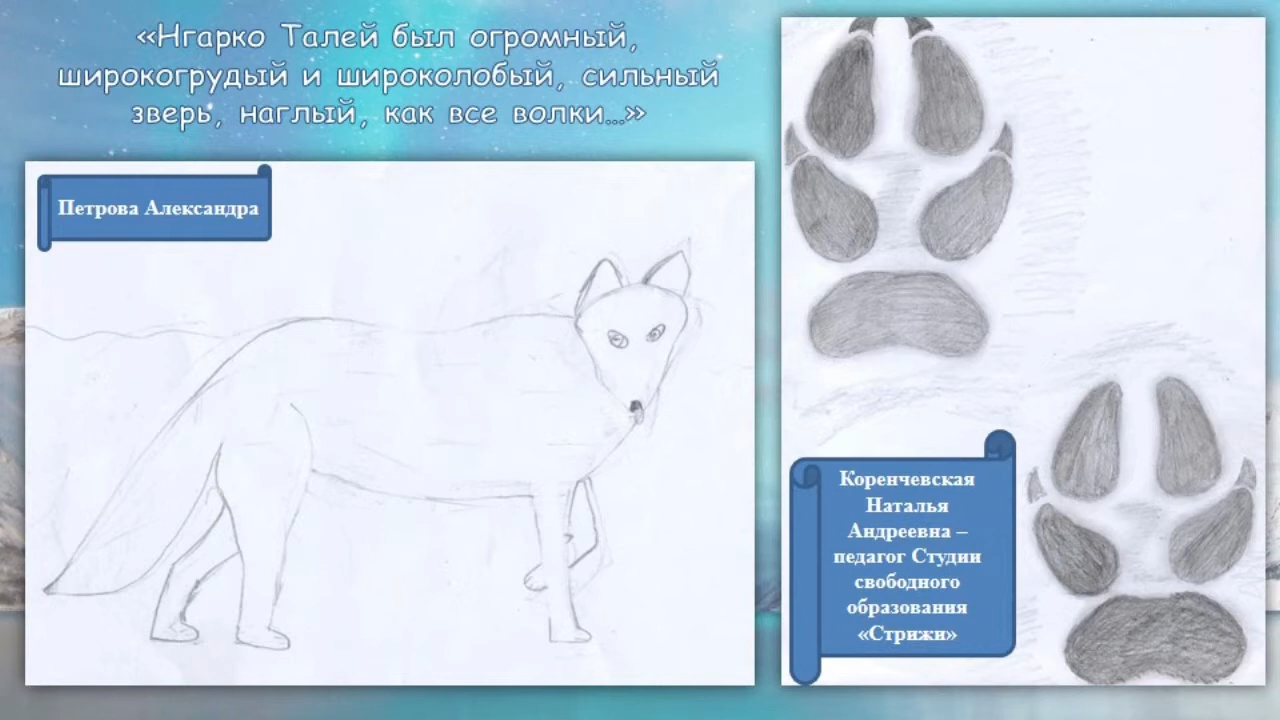 «Нгарко Талей был огромный,
широкогрудый и широколобый, сильный
зверь, наглый, как все волки...»
Петрова Александра
Коренчевская
Наталья
Андреевна –
педагог Студии
свободного
образования
«Стрижи»